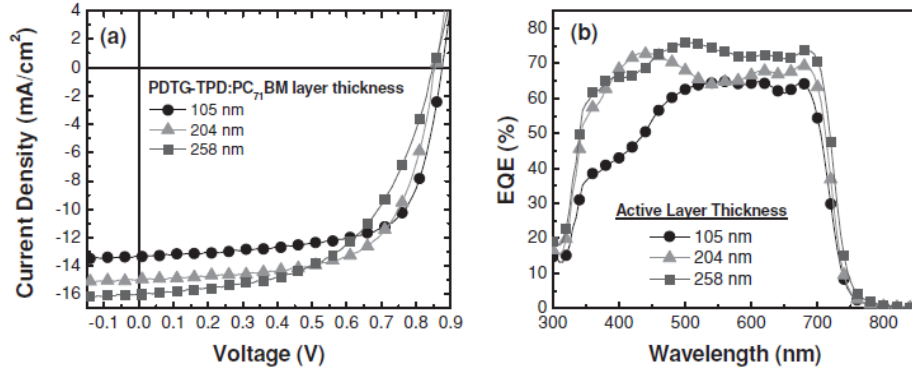 (a)
Current Density (mA/cm²)
4
2
0
-2
-4
-6
-8
-10
-12
-14
-16
PDTG-TPD:PC₇₁BM layer thickness
105 nm
204 nm
258 nm
-0.1 0.0 0.1 0.2 0.3 0.4 0.5 0.6 0.7 0.8 0.9
Voltage (V)
(b)
EQE (%)
80
70
60
50
40
30
20
10
0
Active Layer Thickness
105 nm
204 nm
258 nm
300 400 500 600 700 800
Wavelength (nm)